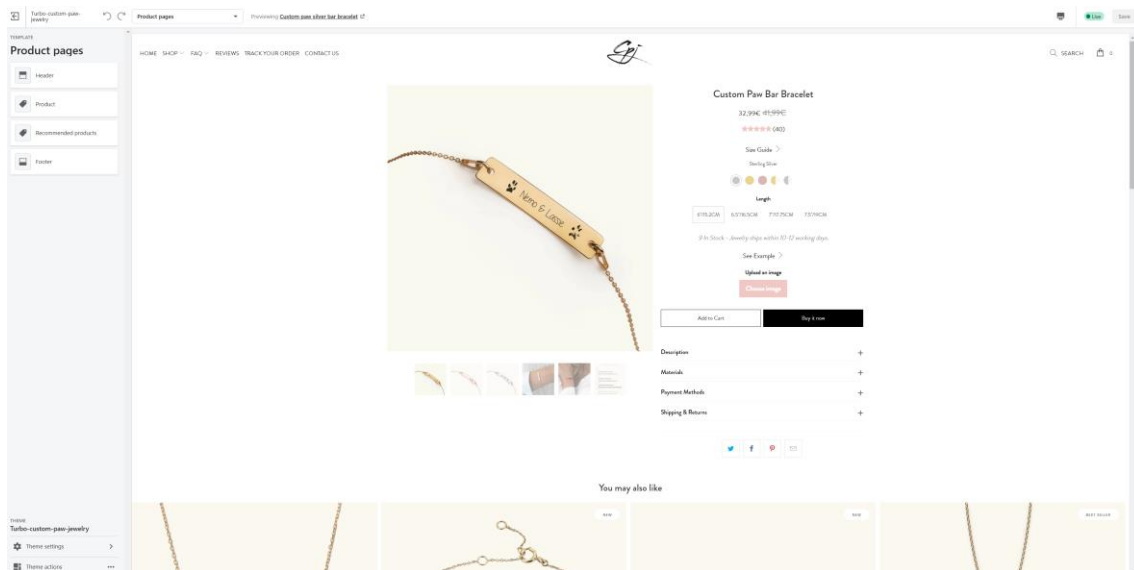 Turbo-custom-paw-jewelry
Product pages
Previewing Custom paw silver bar bracelet
Live
Save
TEMPLATE
Product pages
Header
Product
Recommended products
Footer
THEME
Turbo-custom-paw-jewelry
Theme settings
Theme actions
HOME SHOP FAQ REVIEWS TRACK YOUR ORDER CONTACT US
Cpj
SEARCH 0
Nemo & Lasse
Custom Paw Bar Bracelet
32,99€ 41,99€
(40)
Size Guide
Sterling Silver
Length
Jewelry ships within 10-12 working days.
See Example
Upload an image
Choose image
Add to Cart
Buy it now
Description
Materials
Payment Methods
Shipping & Returns
You may also like
NEW
NEW
BEST SELLER